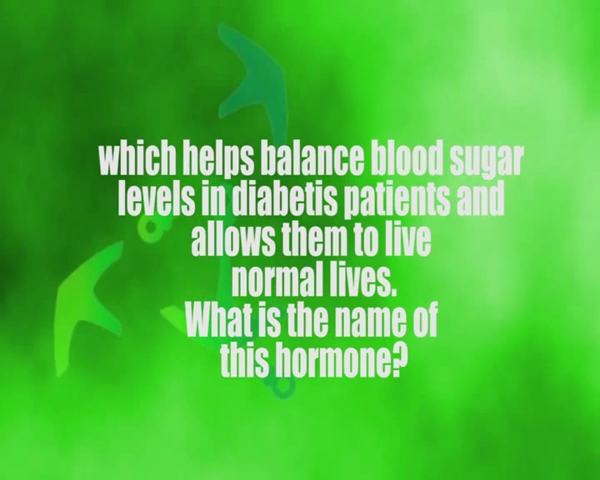 which helps balance blood sugar
levels in diabetis patients and
allows them to live
normal lives.
What is the name of
this hormone?